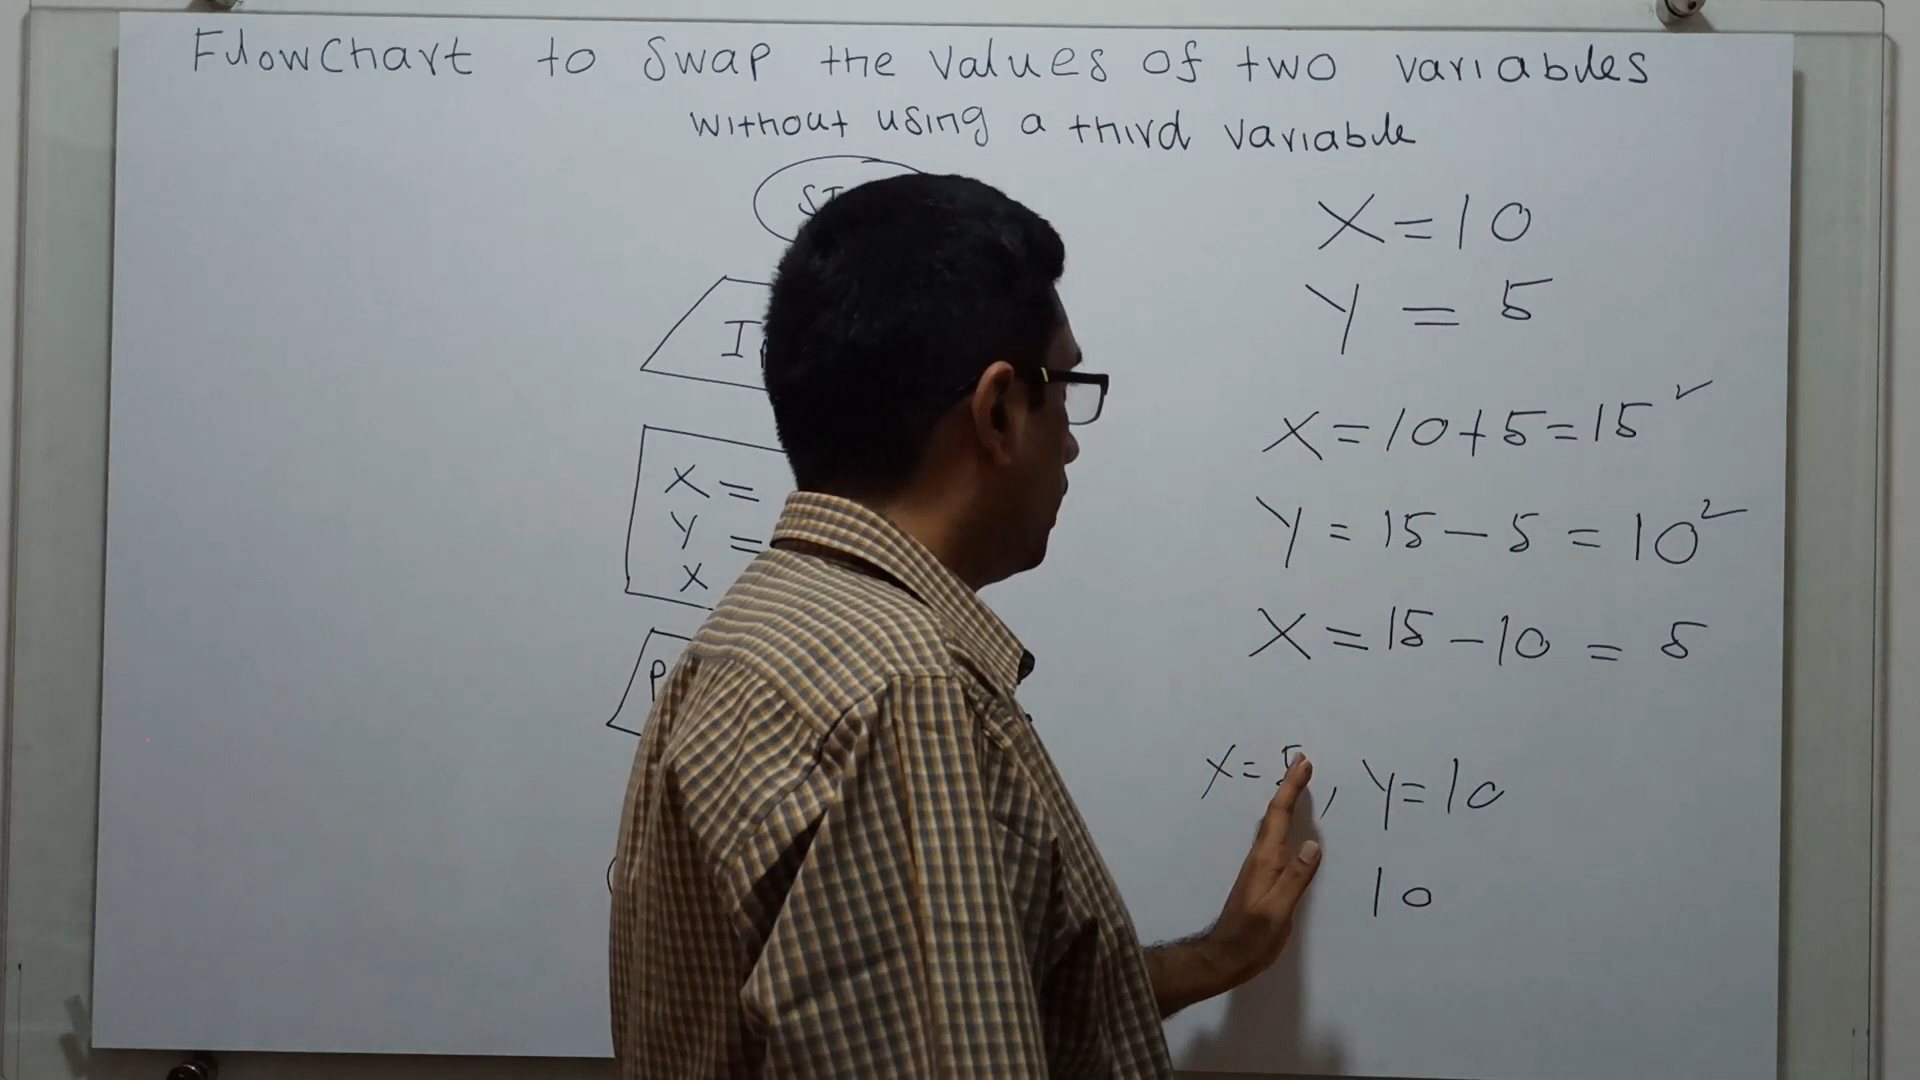 Flowchart to swap the values of two variables
without using a third variable
X =
Y =
X
X = 10
Y = 5
X = 10 + 5 = 15 ✓
Y = 15 - 5 = 10 ✓
X = 15 - 10 = 5
X = 5, Y = 10
10